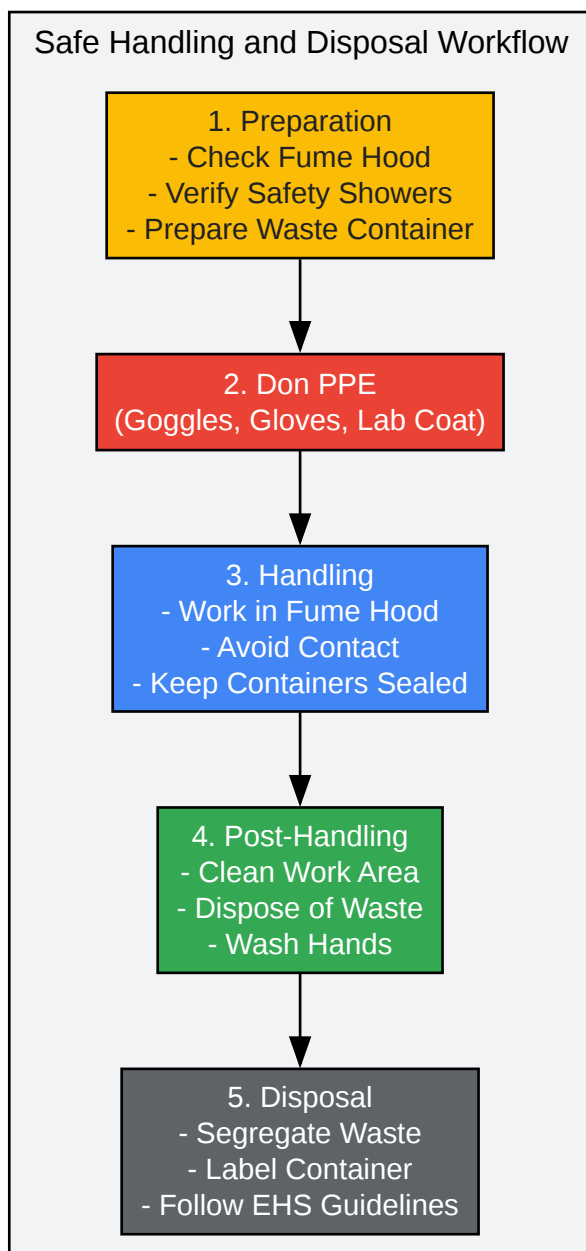 Safe Handling and Disposal Workflow
1. Preparation
- Check Fume Hood
- Verify Safety Showers
- Prepare Waste Container
2. Don PPE
(Goggles, Gloves, Lab Coat)
3. Handling
- Work in Fume Hood
- Avoid Contact
- Keep Containers Sealed
4. Post-Handling
- Clean Work Area
- Dispose of Waste
- Wash Hands
5. Disposal
- Segregate Waste
- Label Container
- Follow EHS Guidelines